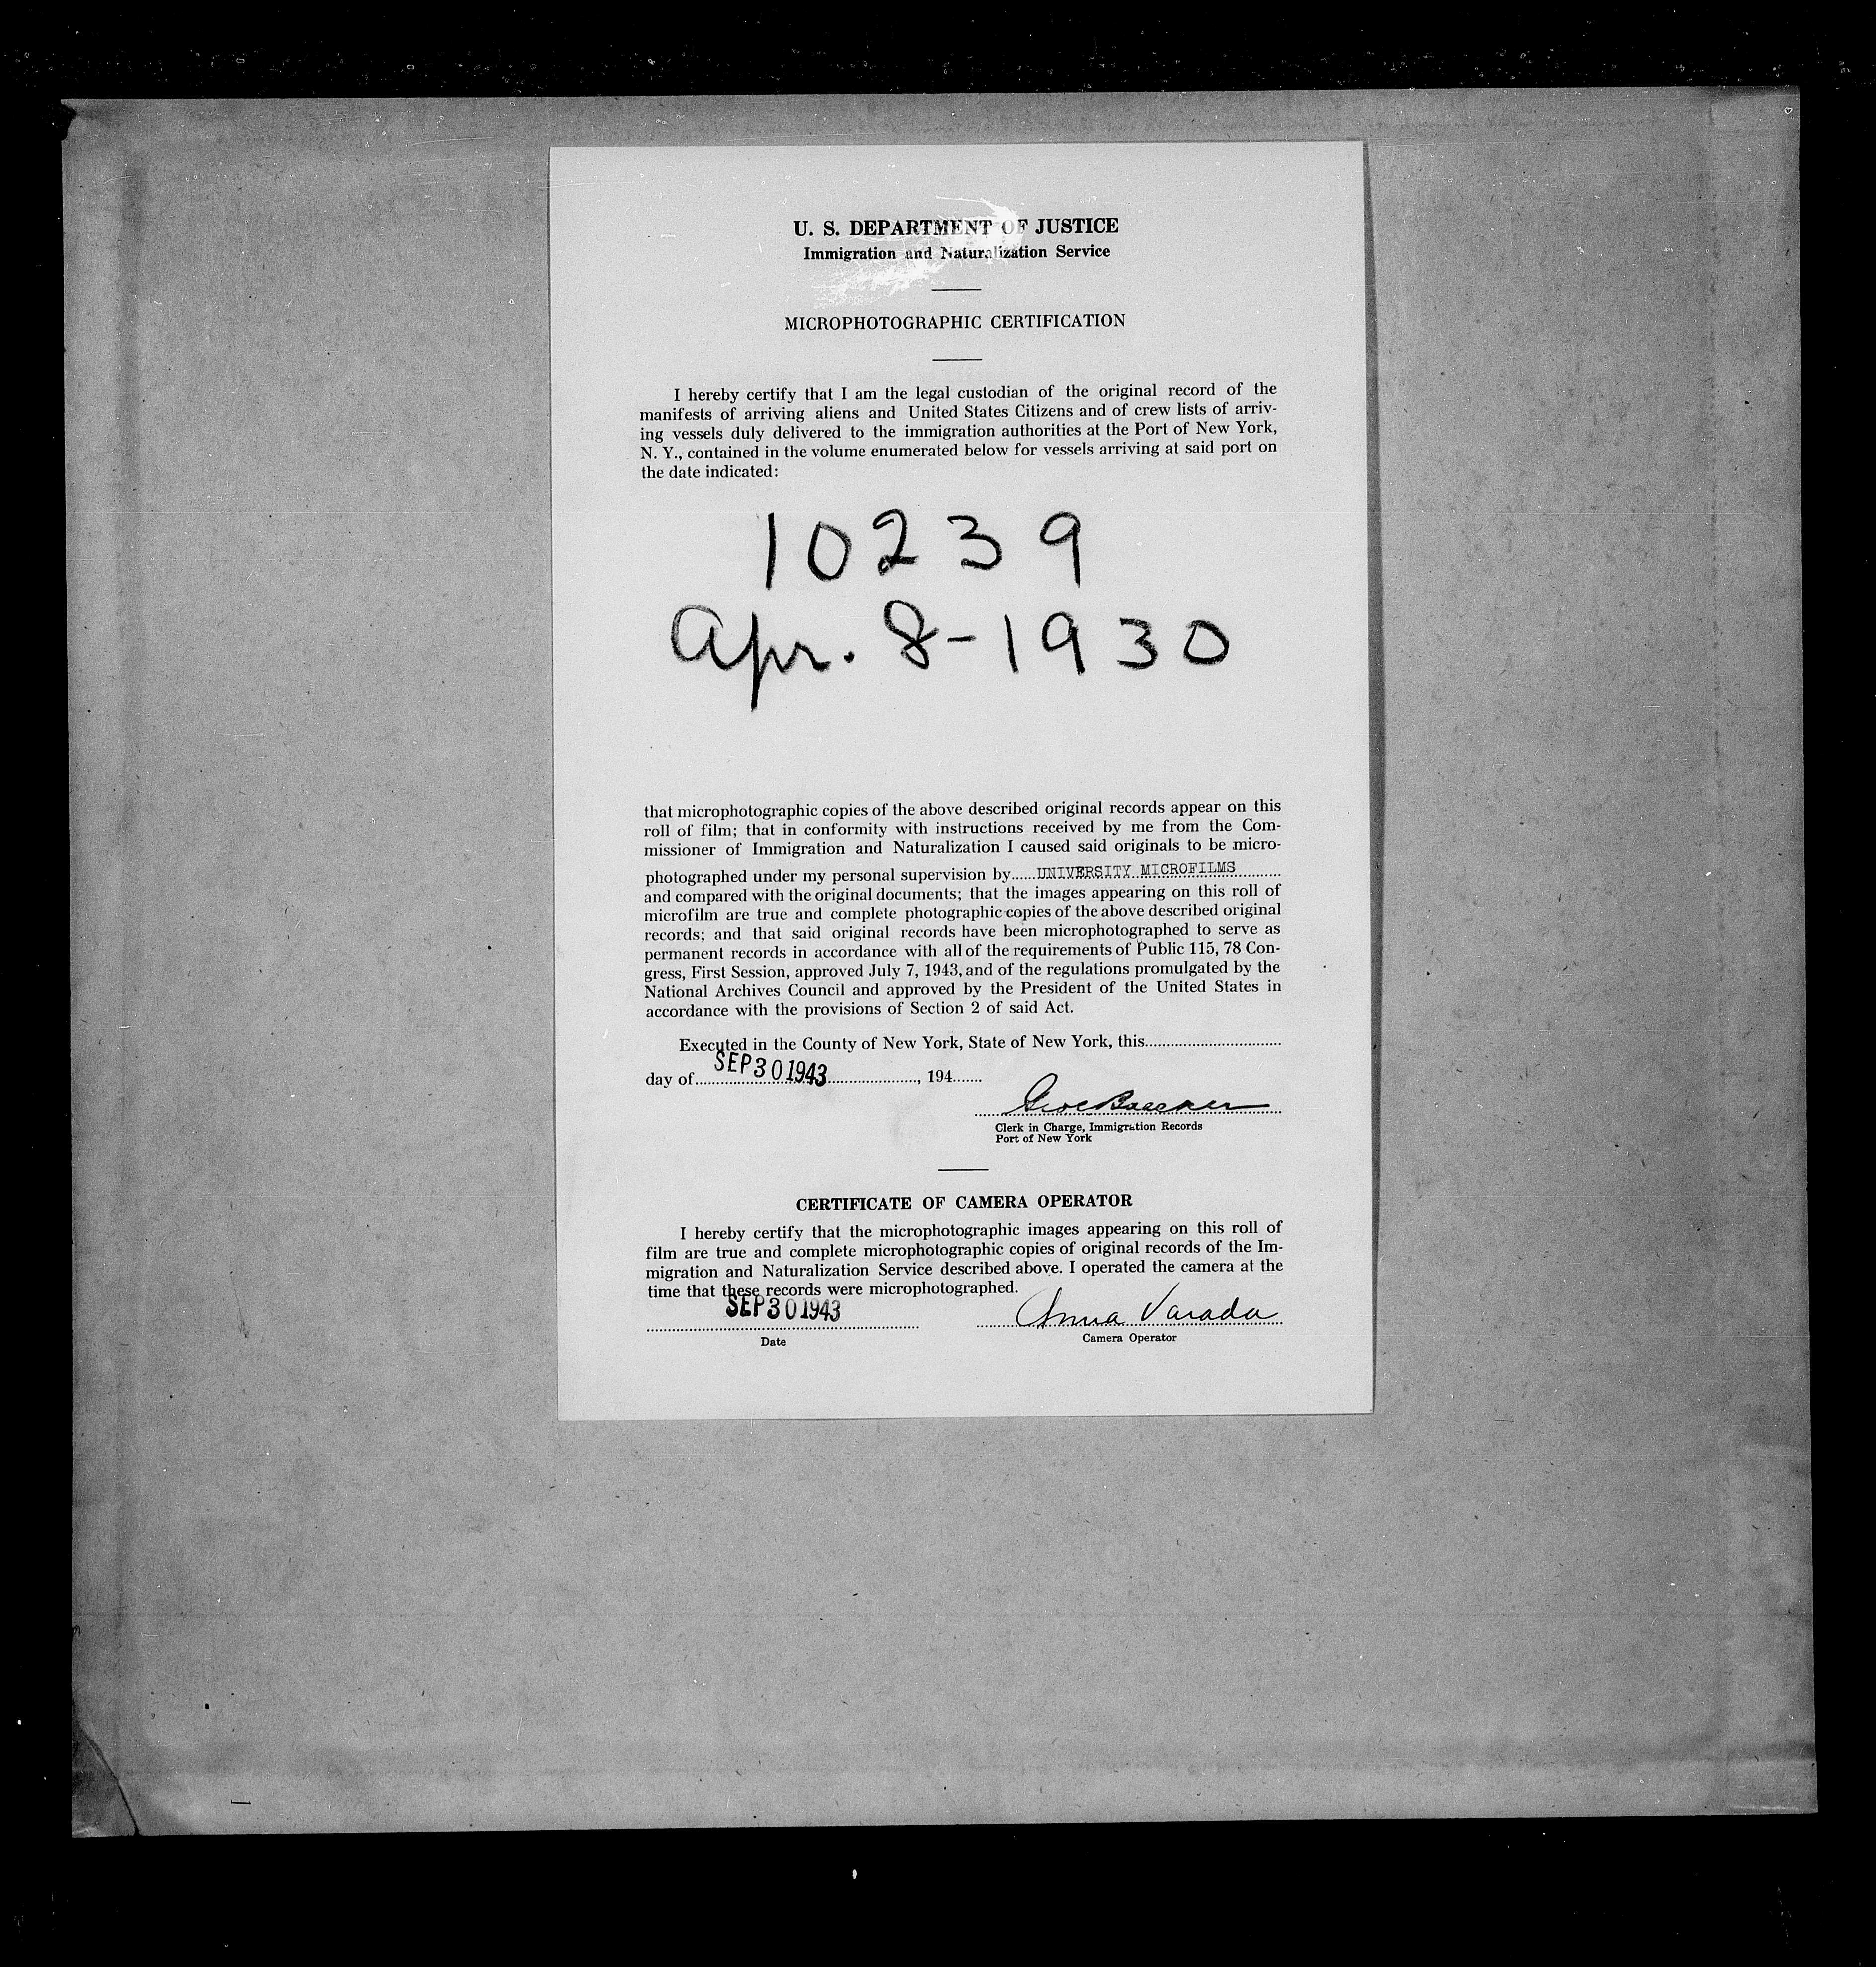 U. S. DEPARTMENT OF JUSTICE
Immigration and Naturalization Service
MICROPHOTOGRAPHIC CERTIFICATION
I hereby certify that I am the legal custodian of the original record of the
manifests of arriving aliens and United States Citizens and of crew lists of arriv-
ing vessels duly delivered to the immigration authorities at the Port of New York,
N. Y., contained in the volume enumerated below for vessels arriving at said port on
the date indicated:
10239
Apr. 8-1930
that microphotographic copies of the above described original records appear on this
roll of film; that in conformity with instructions received by me from the Com-
missioner of Immigration and Naturalization I caused said originals to be micro-
photographed under my personal supervision by......UNIVERSITY MICROFILMS..........
and compared with the original documents; that the images appearing on this roll of
microfilm are true and complete photographic copies of the above described original
records; and that said original records have been microphotographed to serve as
permanent records in accordance with all of the requirements of Public 115, 78 Con-
gress, First Session, approved July 7, 1943, and of the regulations promulgated by the
National Archives Council and approved by the President of the United States in
accordance with the provisions of Section 2 of said Act.
Executed in the County of New York, State of New York, this................................
day of....SEP 30 1943......................, 194.......
Clerk in Charge, Immigration Records
Port of New York
CERTIFICATE OF CAMERA OPERATOR
I hereby certify that the microphotographic images appearing on this roll of
film are true and complete microphotographic copies of original records of the Im-
migration and Naturalization Service described above. I operated the camera at the
time that these records were microphotographed.
SEP 30 1943 Anna Varada
Date Camera Operator